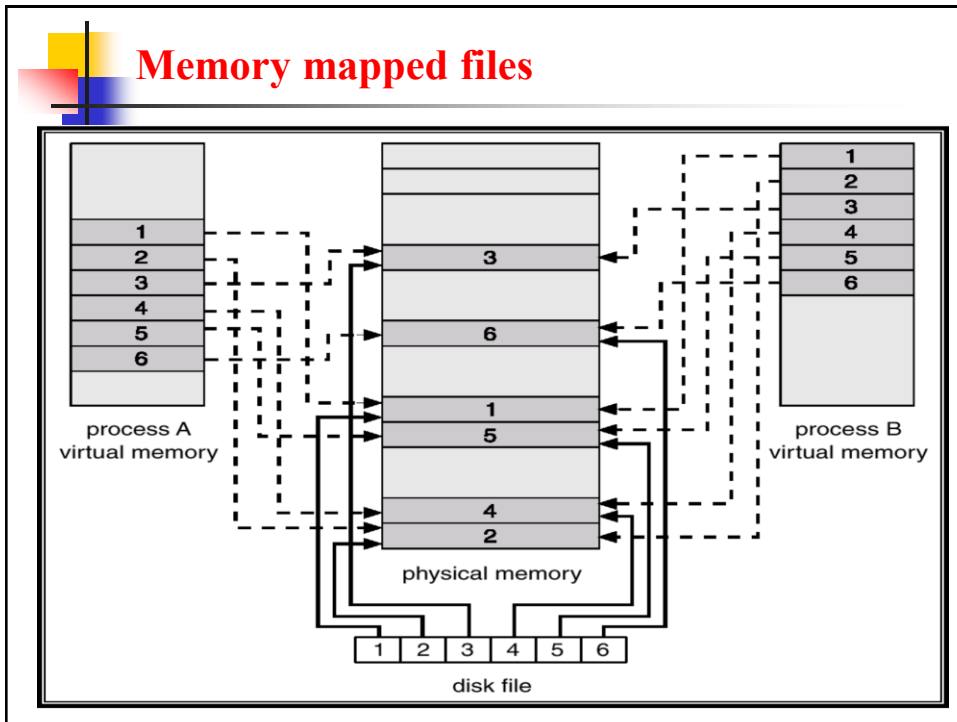 Memory mapped files
1
2
3
4
5
6
process A
virtual memory
3
6
1
5
4
2
physical memory
1
2
3
4
5
6
process B
virtual memory
1 2 3 4 5 6
disk file